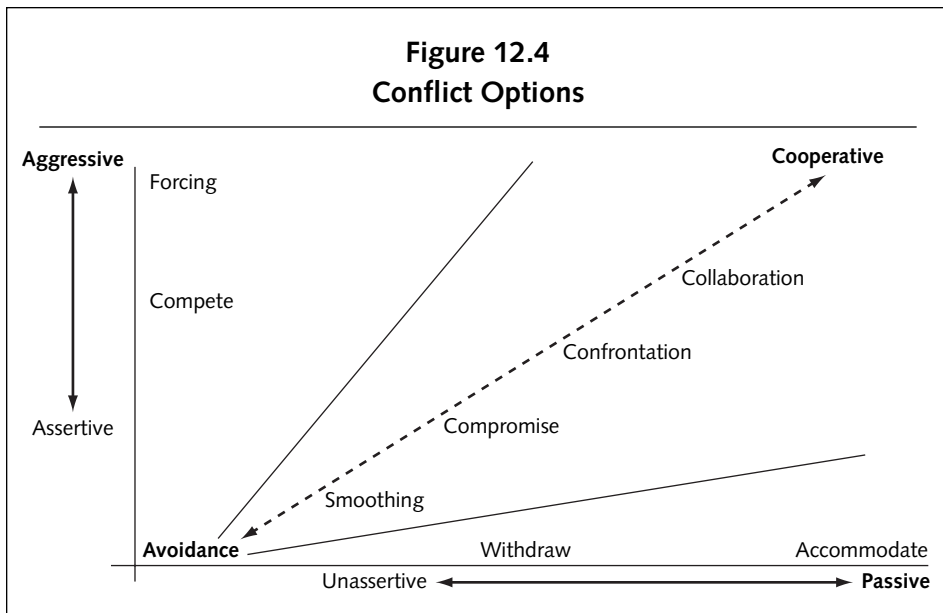 Figure 12.4
Conflict Options
Aggressive
Cooperative
Forcing
Collaboration
Compete
Confrontation
Assertive
Compromise
Smoothing
Avoidance
Withdraw
Accommodate
Unassertive
Passive